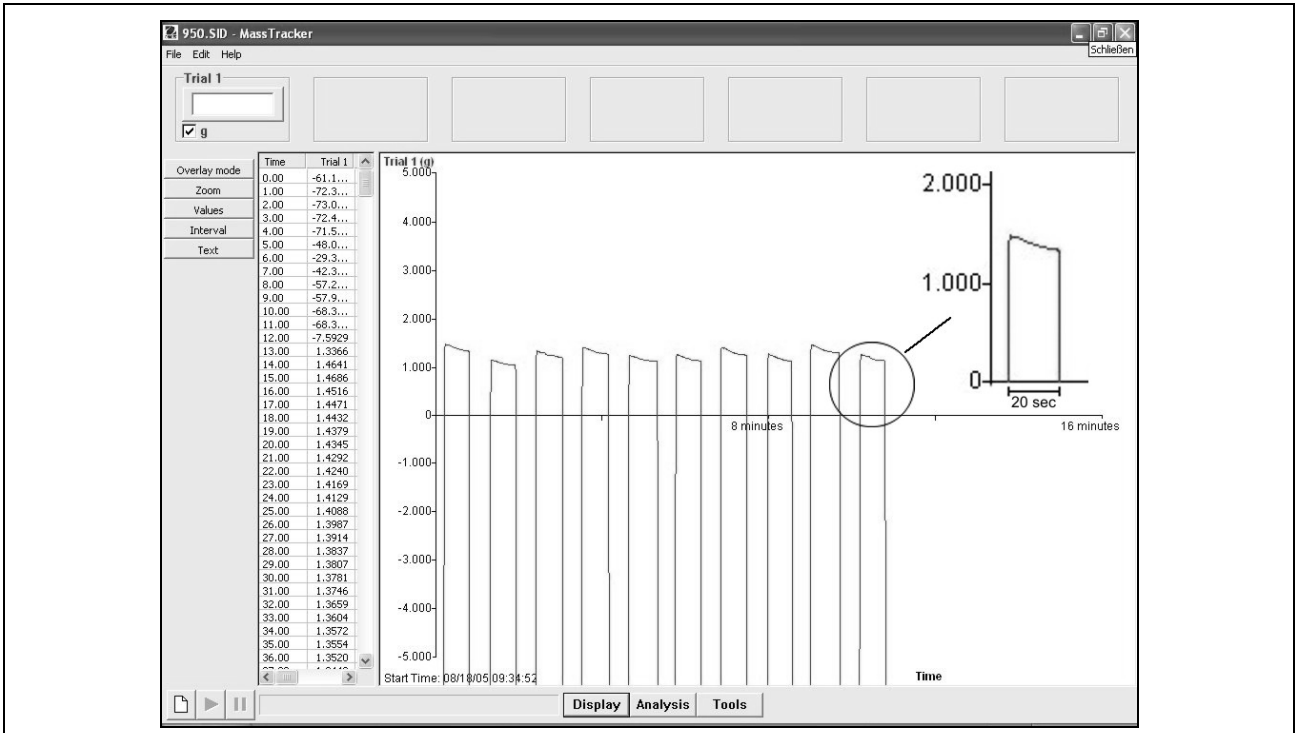 950.SID - MassTracker
Schließen
File Edit Help
Trial 1
g
Overlay mode
Zoom
Values
Interval
Text
Time Trial 1
0.00 -61.1...
1.00 -72.3...
2.00 -73.0...
3.00 -72.4...
4.00 -71.5...
5.00 -48.0...
6.00 -29.3...
7.00 -42.3...
8.00 -57.2...
9.00 -57.9...
10.00 -68.3...
11.00 -68.3...
12.00 -7.5929
13.00 1.3366
14.00 1.4641
15.00 1.4686
16.00 1.4516
17.00 1.4471
18.00 1.4432
19.00 1.4379
20.00 1.4345
21.00 1.4292
22.00 1.4240
23.00 1.4169
24.00 1.4129
25.00 1.4088
26.00 1.3987
27.00 1.3914
28.00 1.3837
29.00 1.3807
30.00 1.3781
31.00 1.3746
32.00 1.3659
33.00 1.3604
34.00 1.3572
35.00 1.3554
36.00 1.3520
Trial 1 (g)
5.000
4.000
3.000
2.000
1.000
0
-1.000
-2.000
-3.000
-4.000
-5.000
8 minutes
16 minutes
2.000
1.000
0
20 sec
Start Time: 08/18/05 09:34:52
Time
Display Analysis Tools